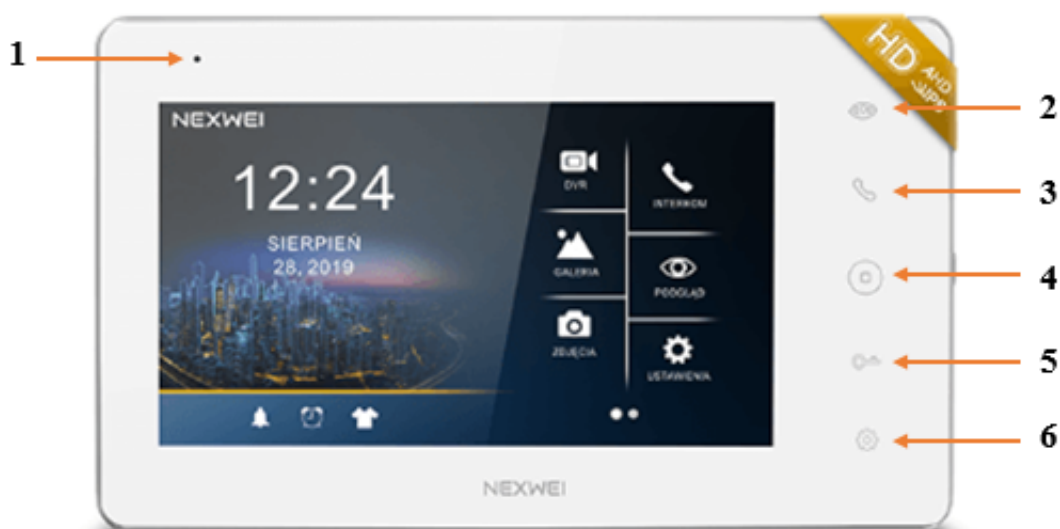 1
HD
AHD
2
NEXWEI
12:24
SIERPIEŃ
28, 2019
DVR
INTERKOM
3
GALERIA
PODGLĄD
4
ZDJĘCIA
USTAWIENIA
5
6
NEXWEI